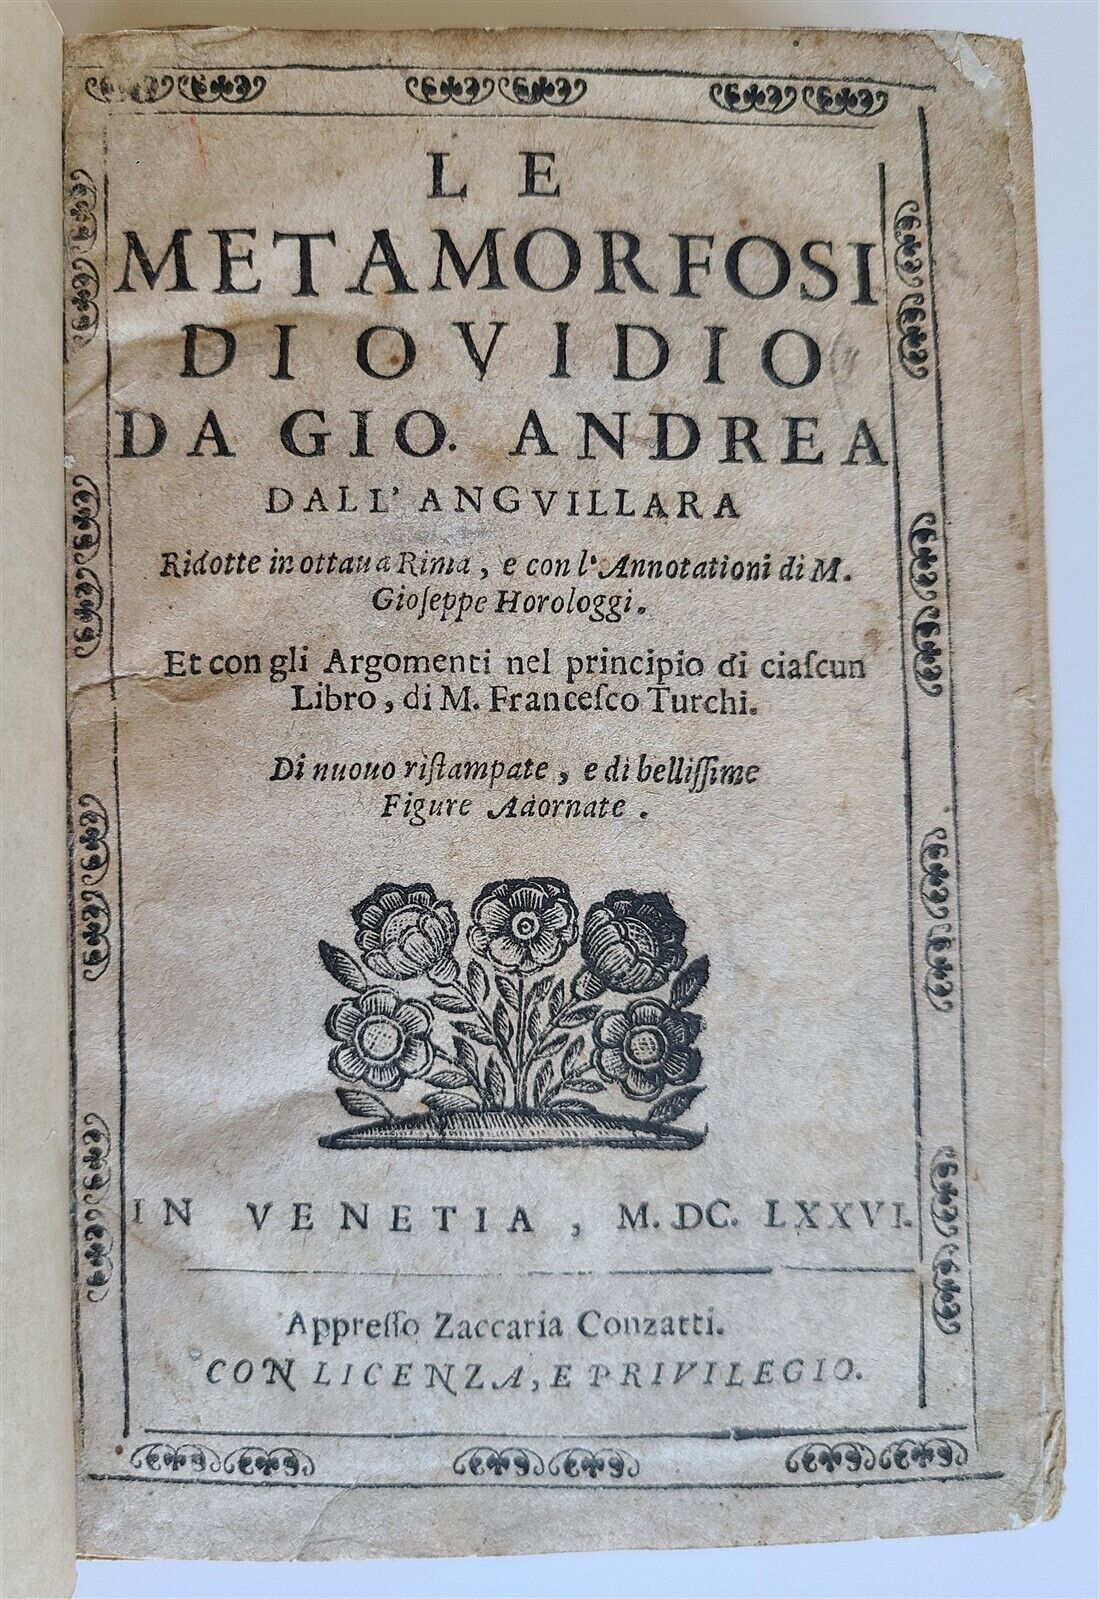 LE
METAMORFOSI
DI OVIDIO
DA GIO. ANDREA
DALL' ANGVILLARA
Ridotte in ottaua Rima, e con l'Annotationi di M.
Gioſeppe Horologgi.
Et con gli Argomenti nel principio di ciaſcun
Libro, di M. Franceſco Turchi.
Di nuouo riſtampate, e di belliſſime
Figure Adornate.
IN VENETIA, M. DC. LXXVI.
Appreſſo Zaccaria Conzatti.
CON LICENZA, E PRIVILEGIO.